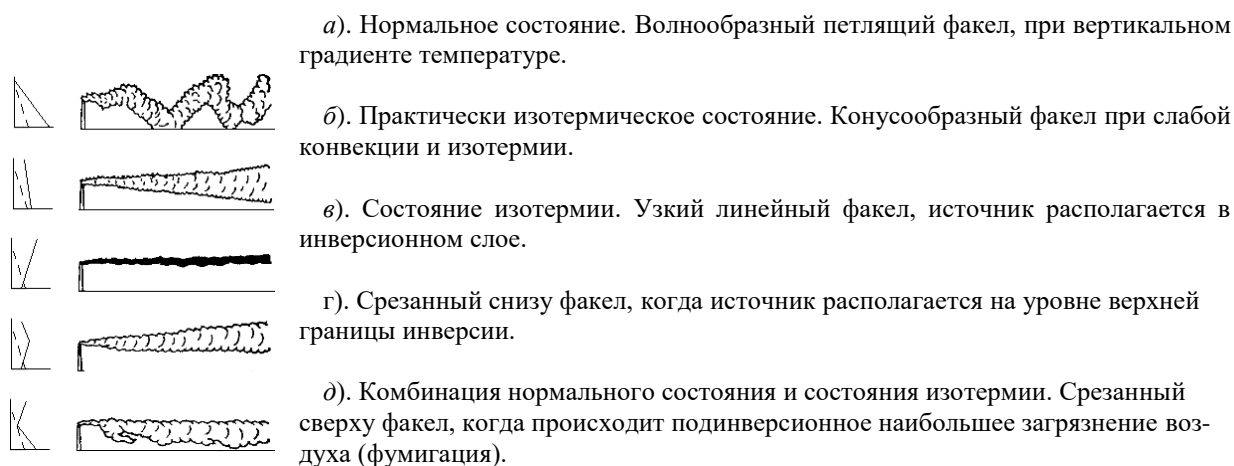 а). Нормальное состояние. Волнообразный петлящий факел, при вертикальном
градиенте температуре.
б). Практически изотермическое состояние. Конусообразный факел при слабой
конвекции и изотермии.
в). Состояние изотермии. Узкий линейный факел, источник располагается в
инверсионном слое.
г). Срезанный снизу факел, когда источник располагается на уровне верхней
границы инверсии.
д). Комбинация нормального состояния и состояния изотермии. Срезанный
сверху факел, когда происходит подинверсионное наибольшее загрязнение воз-
духа (фумигация).